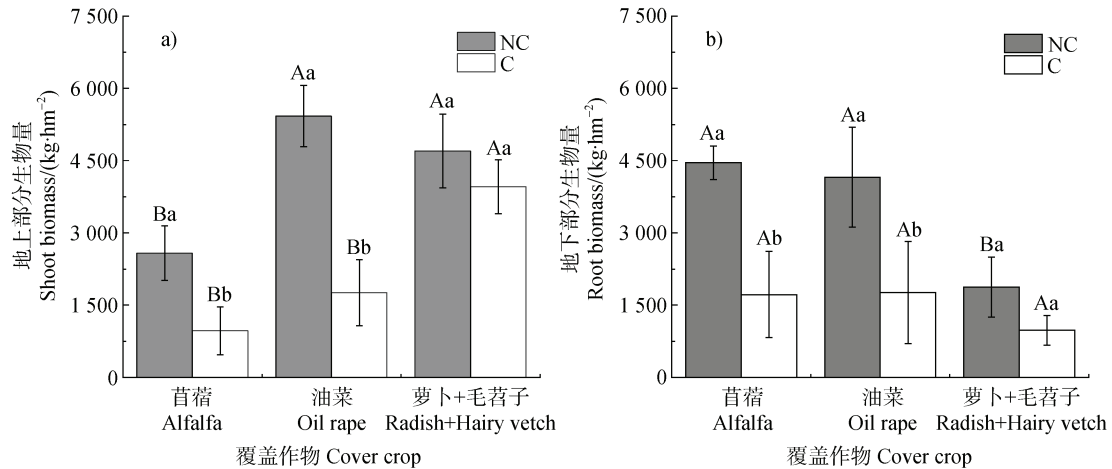 a)
NC
C
7 500
6 000
4 500
3 000
1 500
0
地上部分生物量
Shoot biomass/(kg·hm⁻²)
Ba
Bb
Aa
Bb
Aa
Aa
苜蓿
Alfalfa
油菜
Oil rape
萝卜+毛苕子
Radish+Hairy vetch
覆盖作物 Cover crop
b)
NC
C
7 500
6 000
4 500
3 000
1 500
0
地下部分生物量
Root biomass/(kg·hm⁻²)
Aa
Ab
Aa
Ab
Ba
Aa
苜蓿
Alfalfa
油菜
Oil rape
萝卜+毛苕子
Radish+Hairy vetch
覆盖作物 Cover crop